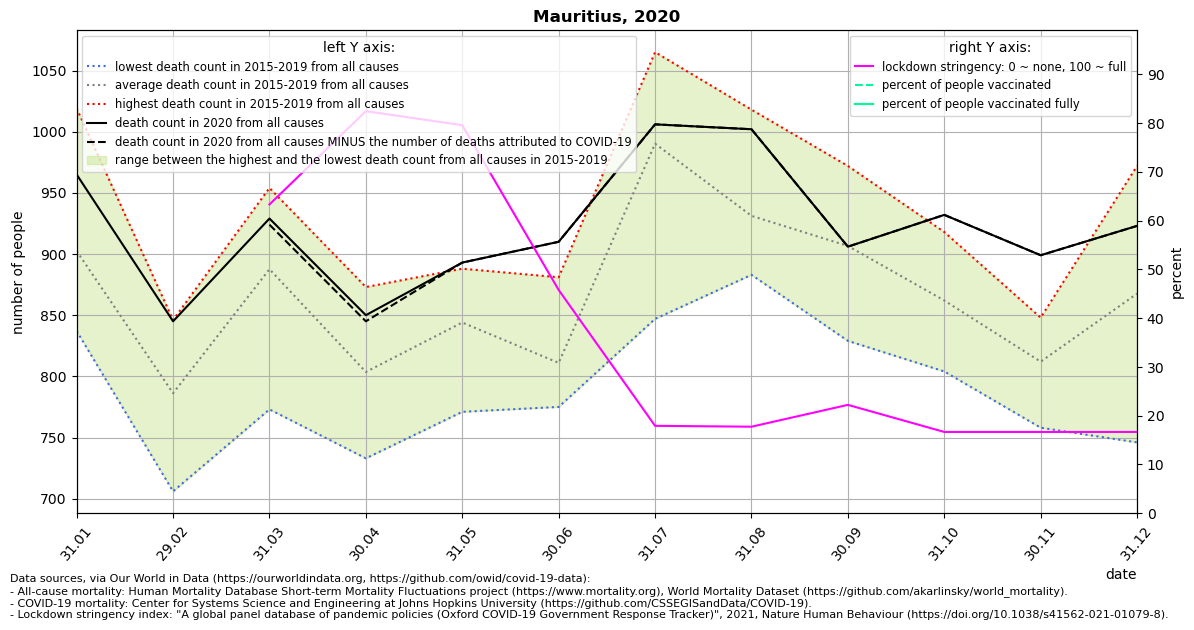 Mauritius, 2020
left Y axis:
lowest death count in 2015-2019 from all causes
average death count in 2015-2019 from all causes
highest death count in 2015-2019 from all causes
death count in 2020 from all causes
death count in 2020 from all causes MINUS the number of deaths attributed to COVID-19
range between the highest and the lowest death count from all causes in 2015-2019
right Y axis:
lockdown stringency: 0 ~ none, 100 ~ full
percent of people vaccinated
percent of people vaccinated fully
number of people
1050
1000
950
900
850
800
750
700
percent
90
80
70
60
50
40
30
20
10
0
31.01
29.02
31.03
30.04
31.05
30.06
31.07
31.08
30.09
31.10
30.11
31.12
date
Data sources, via Our World in Data (https://ourworldindata.org, https://github.com/owid/covid-19-data):
- All-cause mortality: Human Mortality Database Short-term Mortality Fluctuations project (https://www.mortality.org), World Mortality Dataset (https://github.com/akarlinsky/world_mortality).
- COVID-19 mortality: Center for Systems Science and Engineering at Johns Hopkins University (https://github.com/CSSEGISandData/COVID-19).
- Lockdown stringency index: "A global panel database of pandemic policies (Oxford COVID-19 Government Response Tracker)", 2021, Nature Human Behaviour (https://doi.org/10.1038/s41562-021-01079-8).